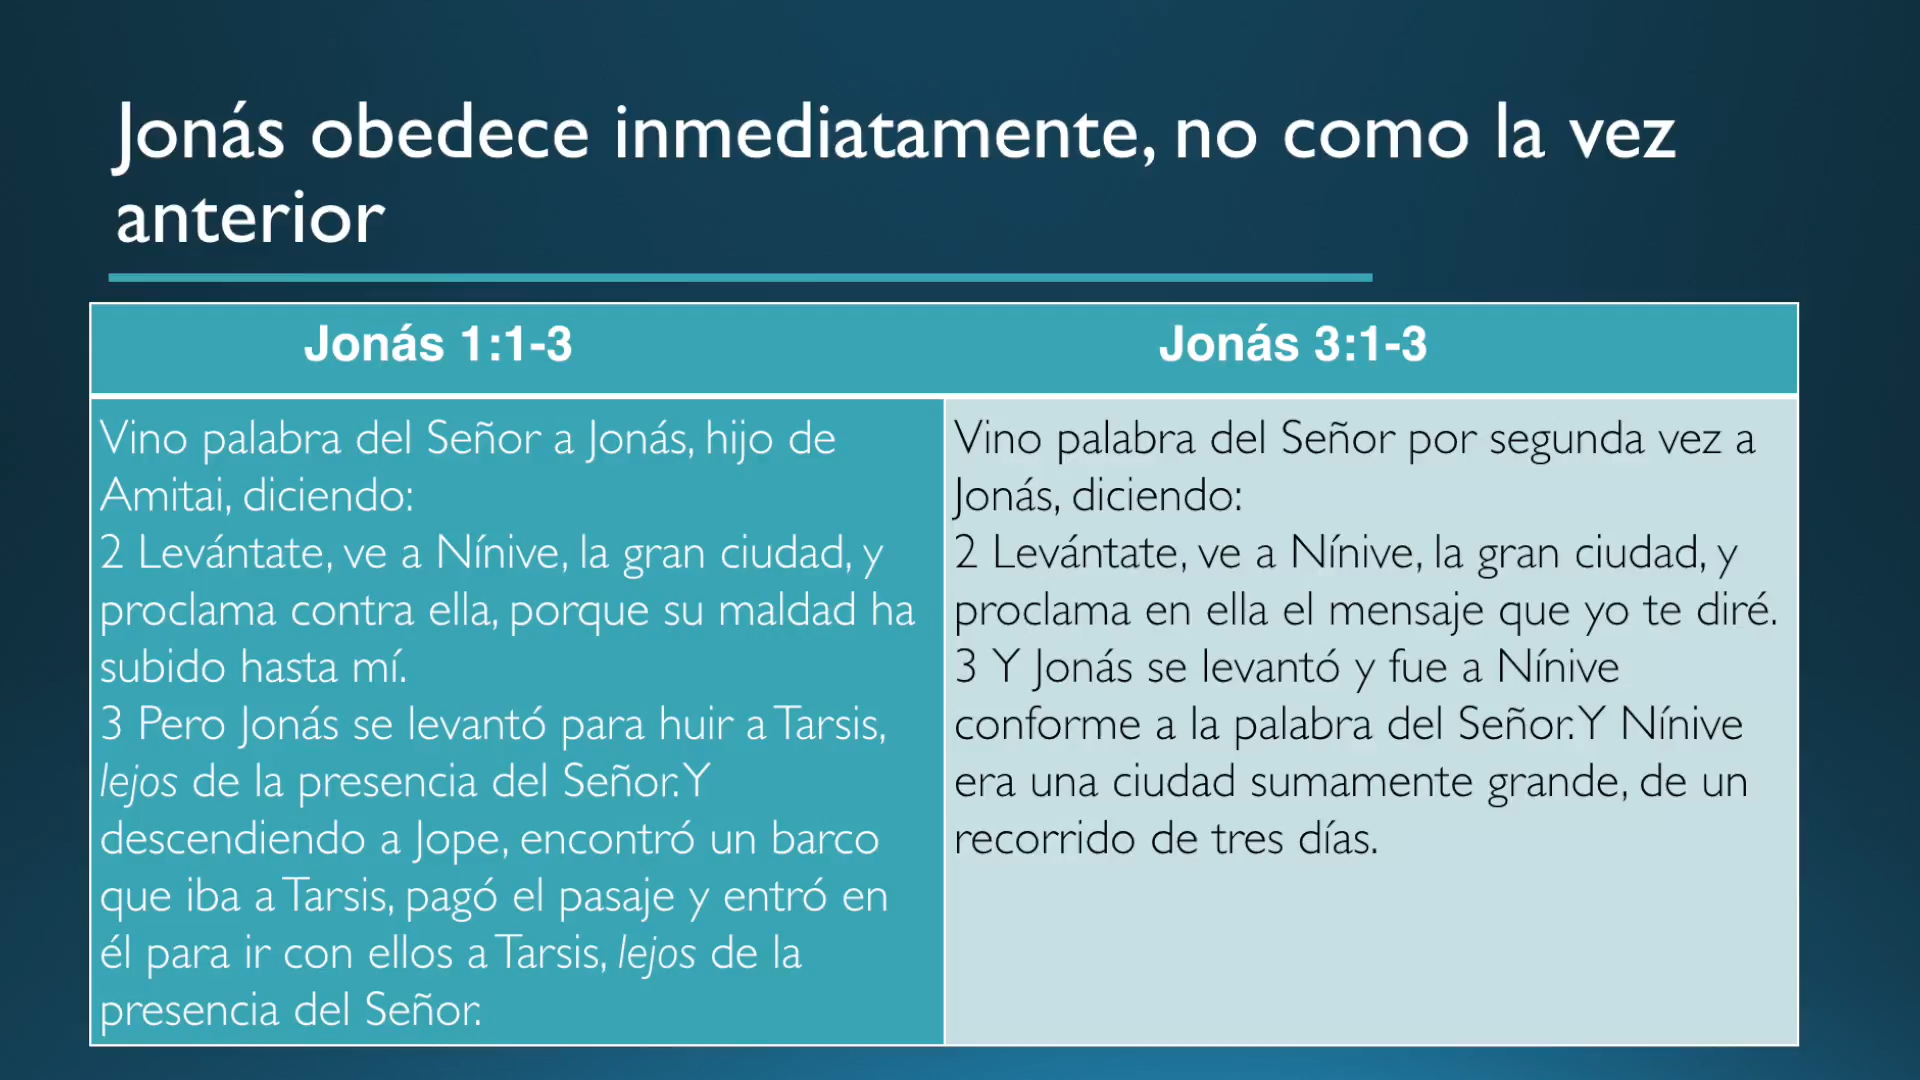 Jonás obedece inmediatamente, no como la vez
anterior
Jonás 1:1-3
Vino palabra del Señor a Jonás, hijo de
Amitai, diciendo:
2 Levántate, ve a Nínive, la gran ciudad, y
proclama contra ella, porque su maldad ha
subido hasta mí.
3 Pero Jonás se levantó para huir a Tarsis,
lejos de la presencia del Señor. Y
descendiendo a Jope, encontró un barco
que iba a Tarsis, pagó el pasaje y entró en
él para ir con ellos a Tarsis, lejos de la
presencia del Señor.
Jonás 3:1-3
Vino palabra del Señor por segunda vez a
Jonás, diciendo:
2 Levántate, ve a Nínive, la gran ciudad, y
proclama en ella el mensaje que yo te diré.
3 Y Jonás se levantó y fue a Nínive
conforme a la palabra del Señor. Y Nínive
era una ciudad sumamente grande, de un
recorrido de tres días.